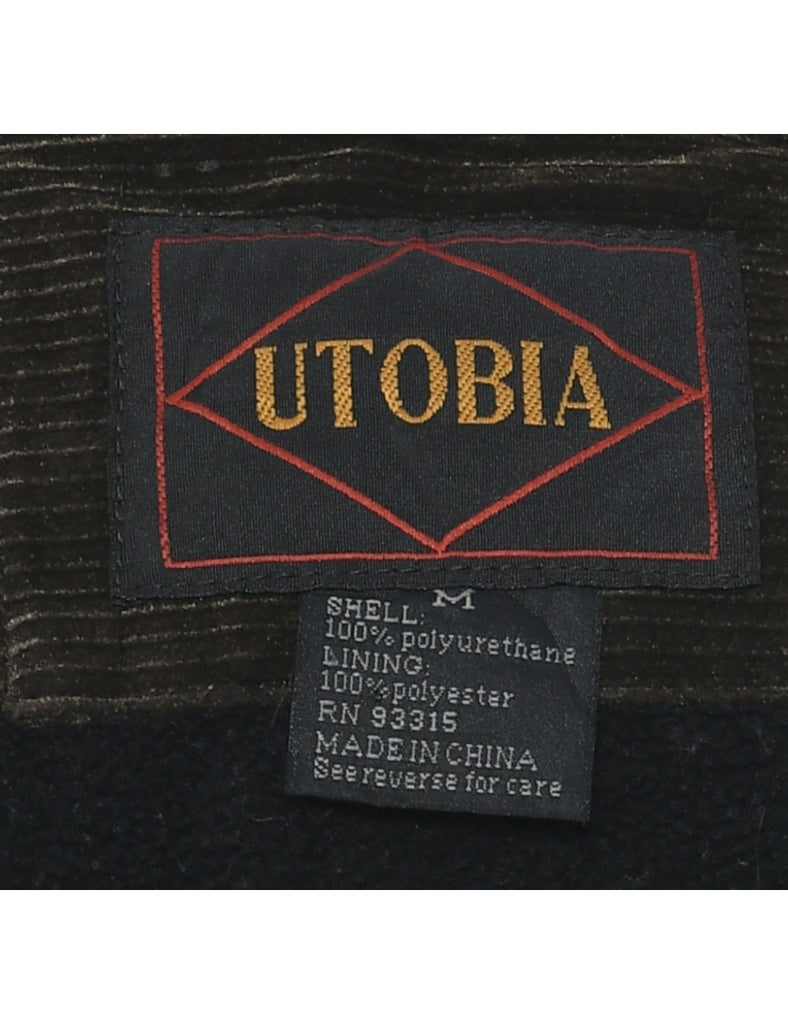 UTOBIA
M
SHELL:
100% polyurethane
LINING:
100% polyester
RN 93315
MADE IN CHINA
See reverse for care